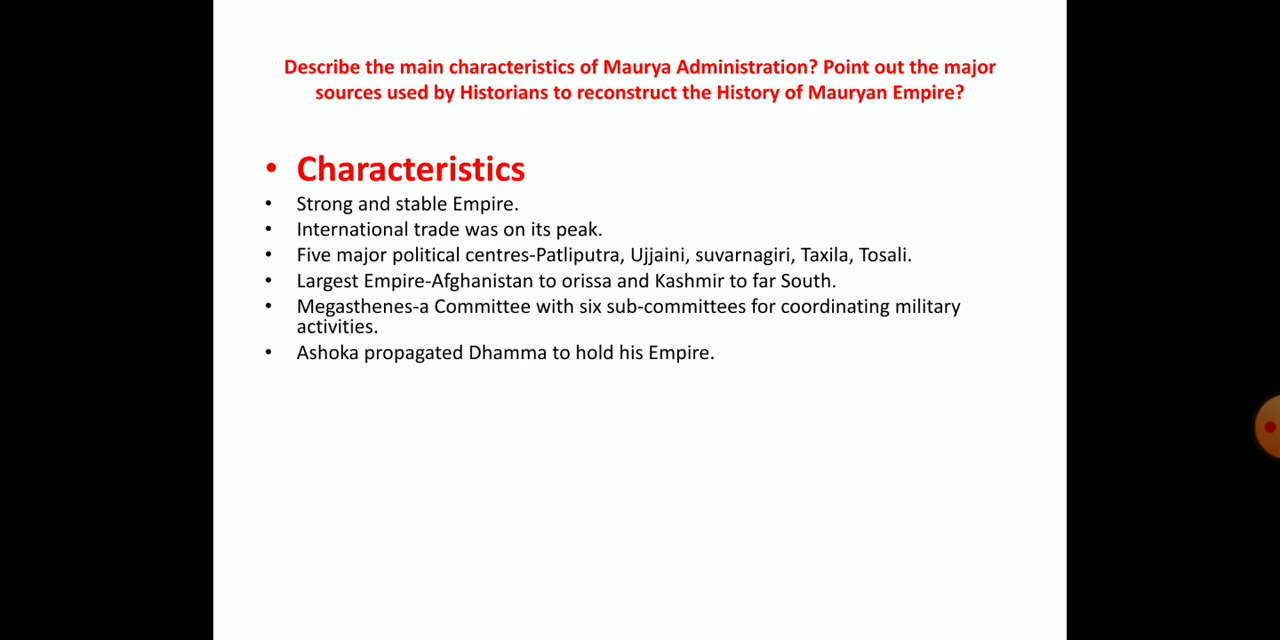 Describe the main characteristics of Maurya Administration? Point out the major
sources used by Historians to reconstruct the History of Mauryan Empire?
• Characteristics
• Strong and stable Empire.
• International trade was on its peak.
• Five major political centres-Patliputra, Ujjaini, suvarnagiri, Taxila, Tosali.
• Largest Empire-Afghanistan to orissa and Kashmir to far South.
• Megasthenes-a Committee with six sub-committees for coordinating military
activities.
• Ashoka propagated Dhamma to hold his Empire.